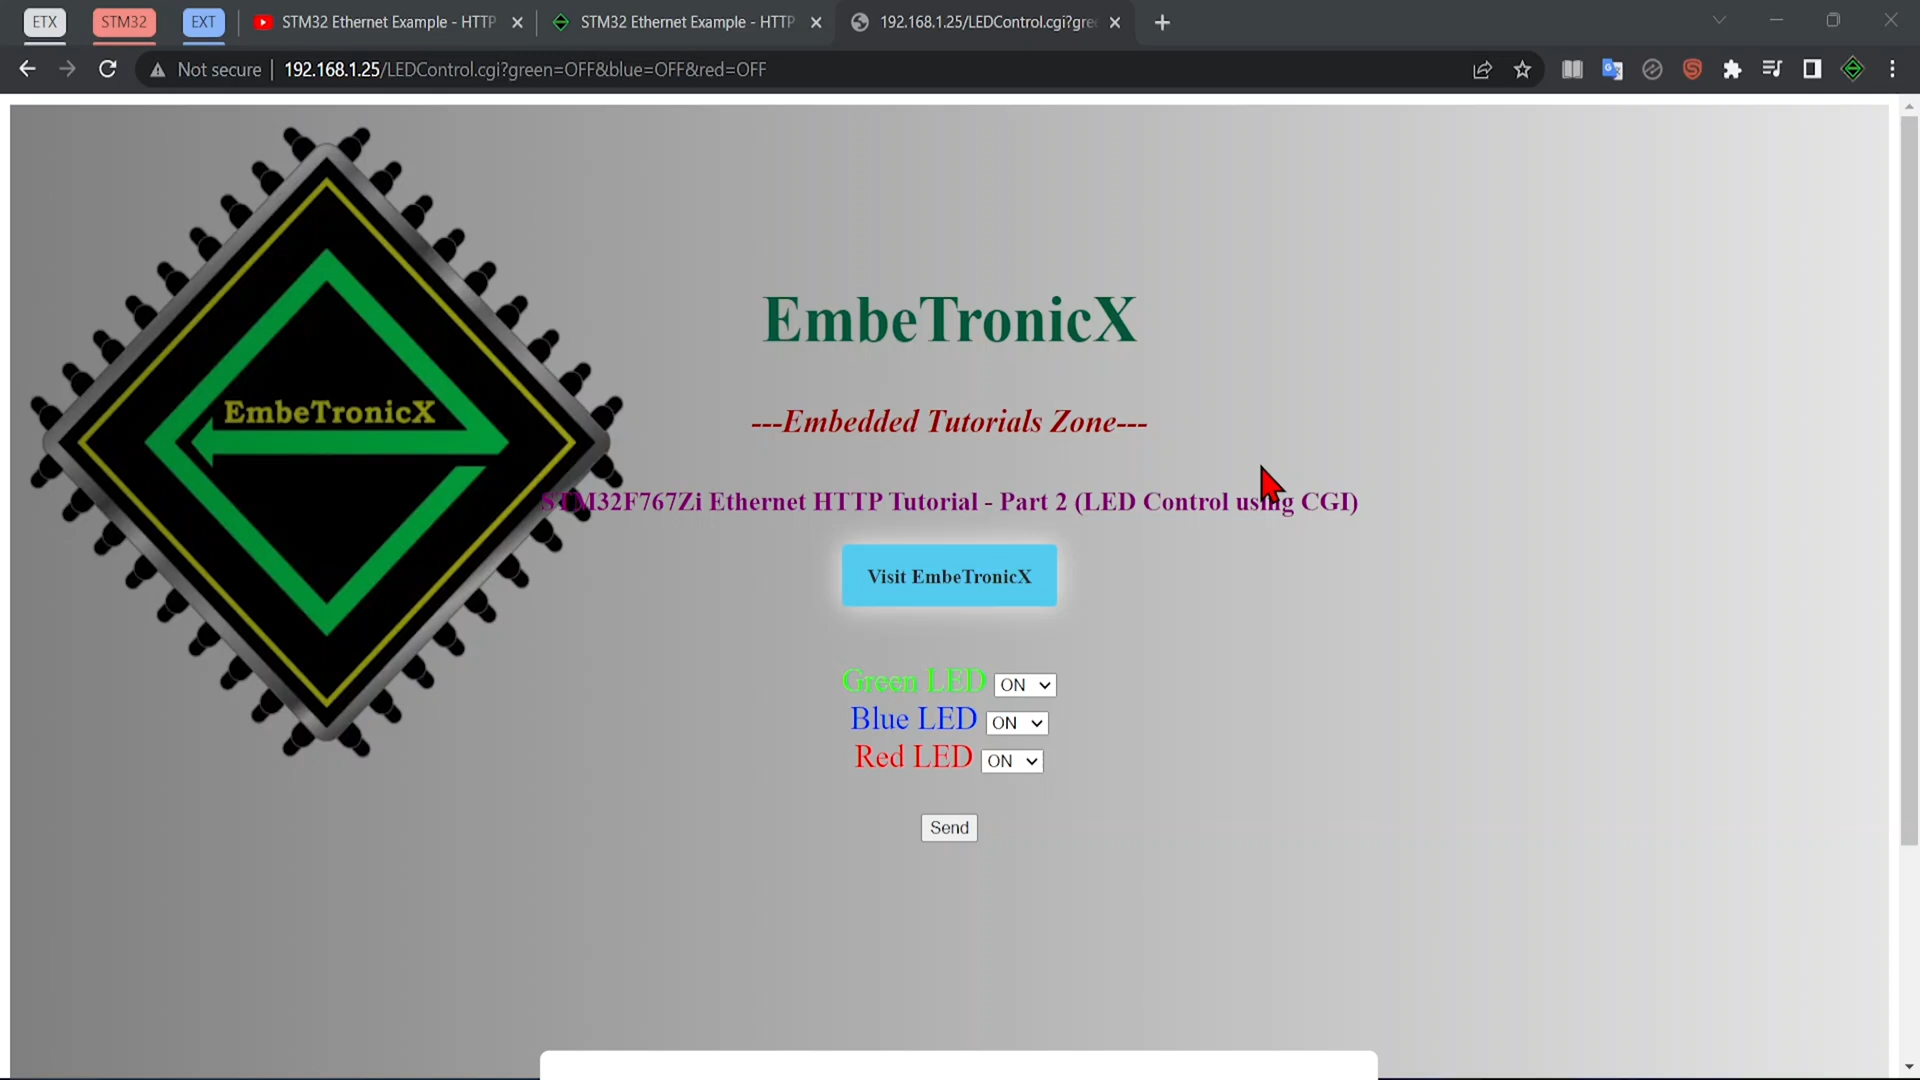 ETX
STM32
EXT
STM32 Ethernet Example - HTTP
STM32 Ethernet Example - HTTP
192.168.1.25/LEDControl.cgi?gre
Not secure
192.168.1.25/LEDControl.cgi?green=OFF&blue=OFF&red=OFF
EmbeTronicX
EmbeTronicX
---Embedded Tutorials Zone---
STM32F767Zi Ethernet HTTP Tutorial - Part 2 (LED Control using CGI)
Visit EmbeTronicX
Green LED ON
Blue LED ON
Red LED ON
Send